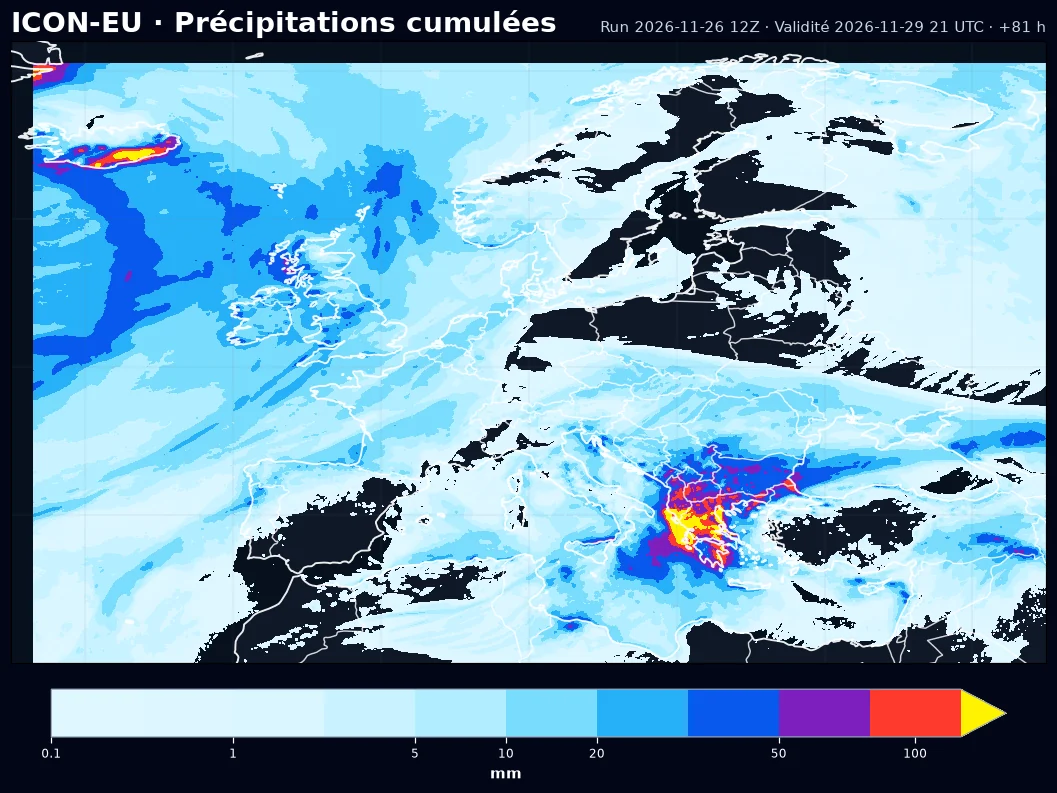 ICON-EU · Précipitations cumulées
Run 2026-11-26 12Z · Validité 2026-11-29 21 UTC · +81 h
0.1 1 5 10 20 50 100
mm